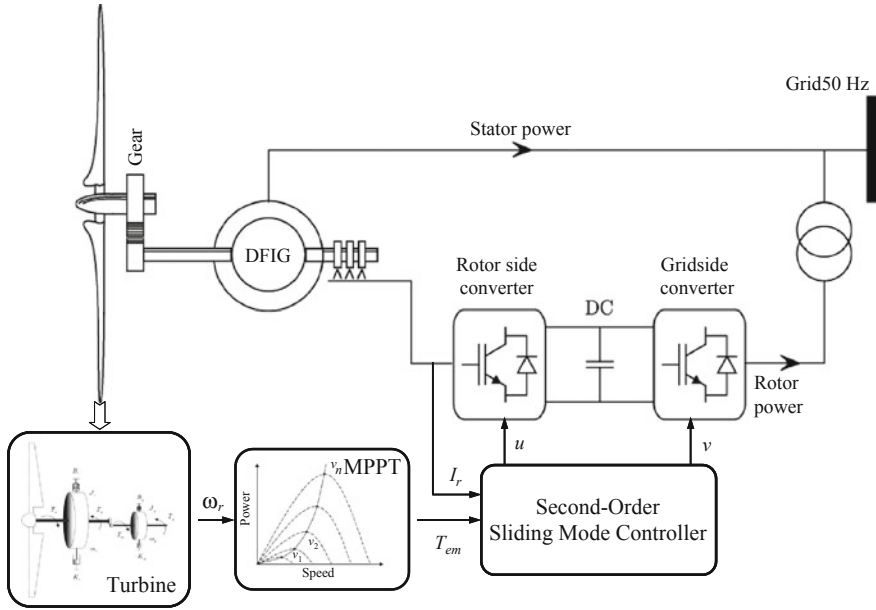 Grid50 Hz
Stator power
Gear
DFIG
Rotor side
converter
Gridside
converter
DC
Rotor
power
u
v
v_n MPPT
I_r
ω_r
Power
v_2
v_1
Speed
T_em
Second-Order
Sliding Mode Controller
Turbine